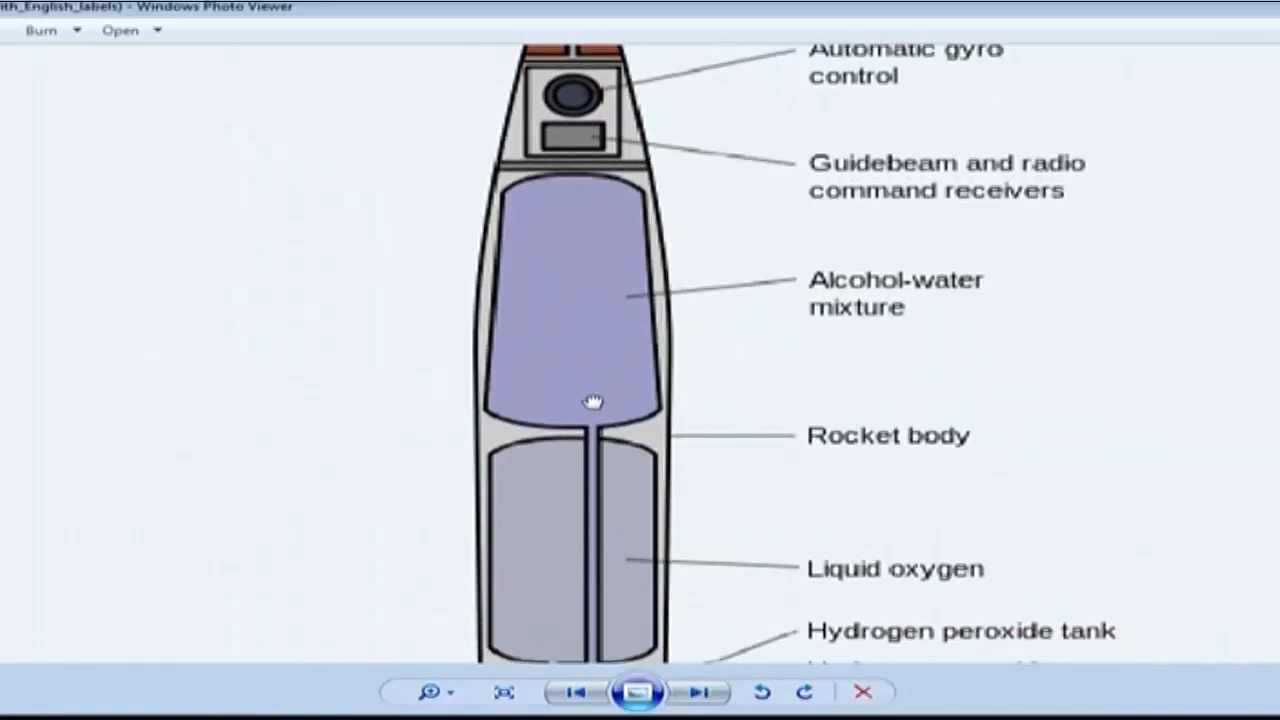 ith_English_labels) - Windows Photo Viewer
Burn Open
Automatic gyro
control
Guidebeam and radio
command receivers
Alcohol-water
mixture
Rocket body
Liquid oxygen
Hydrogen peroxide tank